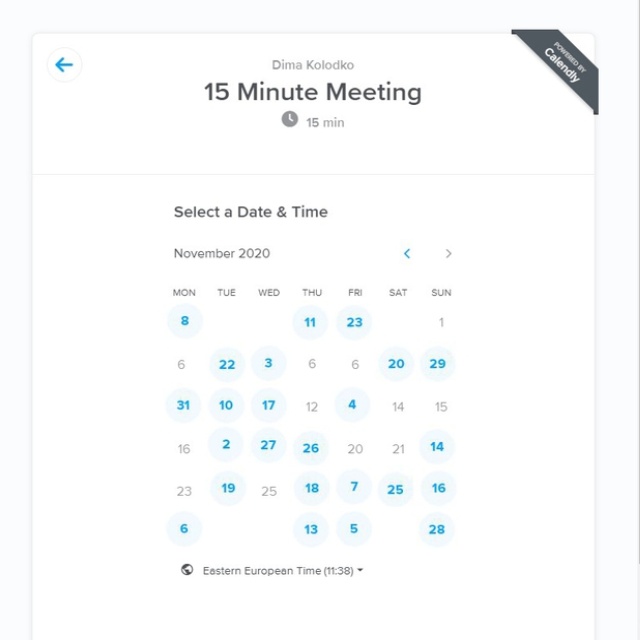 POWERED BY
Calendly
Dima Kolodko
15 Minute Meeting
15 min
Select a Date & Time
November 2020
MON TUE WED THU FRI SAT SUN
8 11 23 1
6 22 3 6 6 20 29
31 10 17 12 4 14 15
16 2 27 26 20 21 14
23 19 25 18 7 25 16
6 13 5 28
Eastern European Time (11:38)